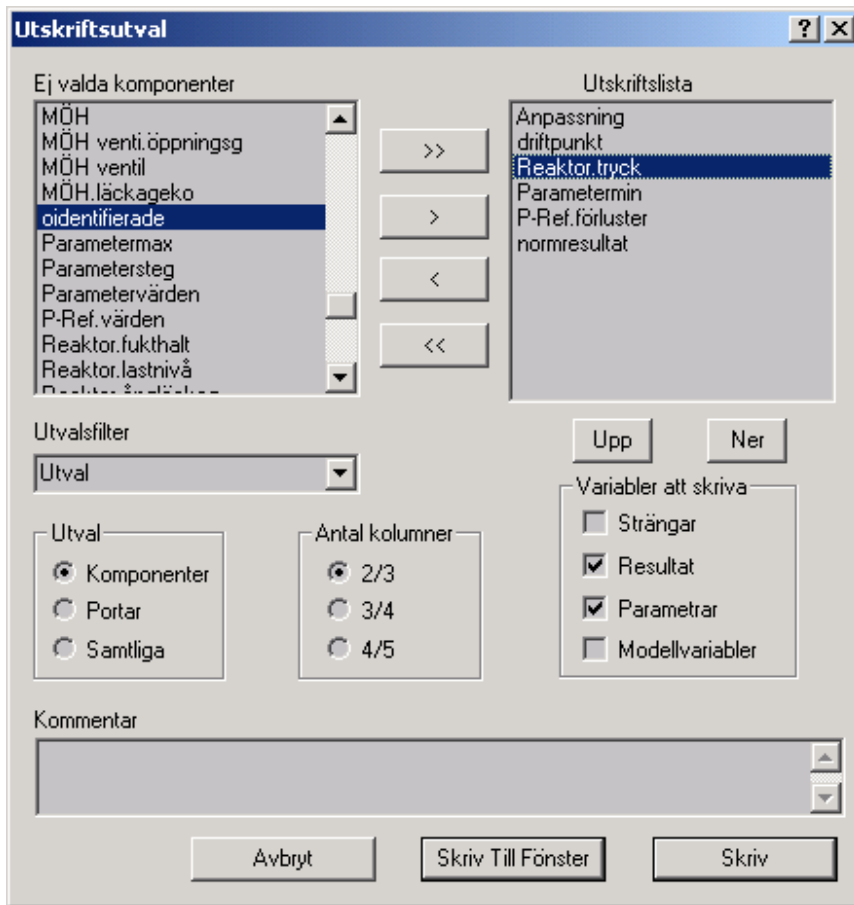 Utskriftsutval
Ej valda komponenter
MÖH
MÖH venti.öppningsg
MÖH ventil
MÖH.läckageko
oidentifierade
Parametermax
Parametersteg
Parametervärden
P-Ref.värden
Reaktor.fukthalt
Reaktor.lastnivå
>>
>
<
<<
Utskriftslista
Anpassning
driftpunkt
Reaktor.tryck
Parametermin
P-Ref.förluster
normresultat
Utvalsfilter
Utval
Upp
Ner
Utval
Komponenter
Portar
Samtliga
Antal kolumner
2/3
3/4
4/5
Variabler att skriva
Strängar
Resultat
Parametrar
Modellvariabler
Kommentar
Avbryt
Skriv Till Fönster
Skriv